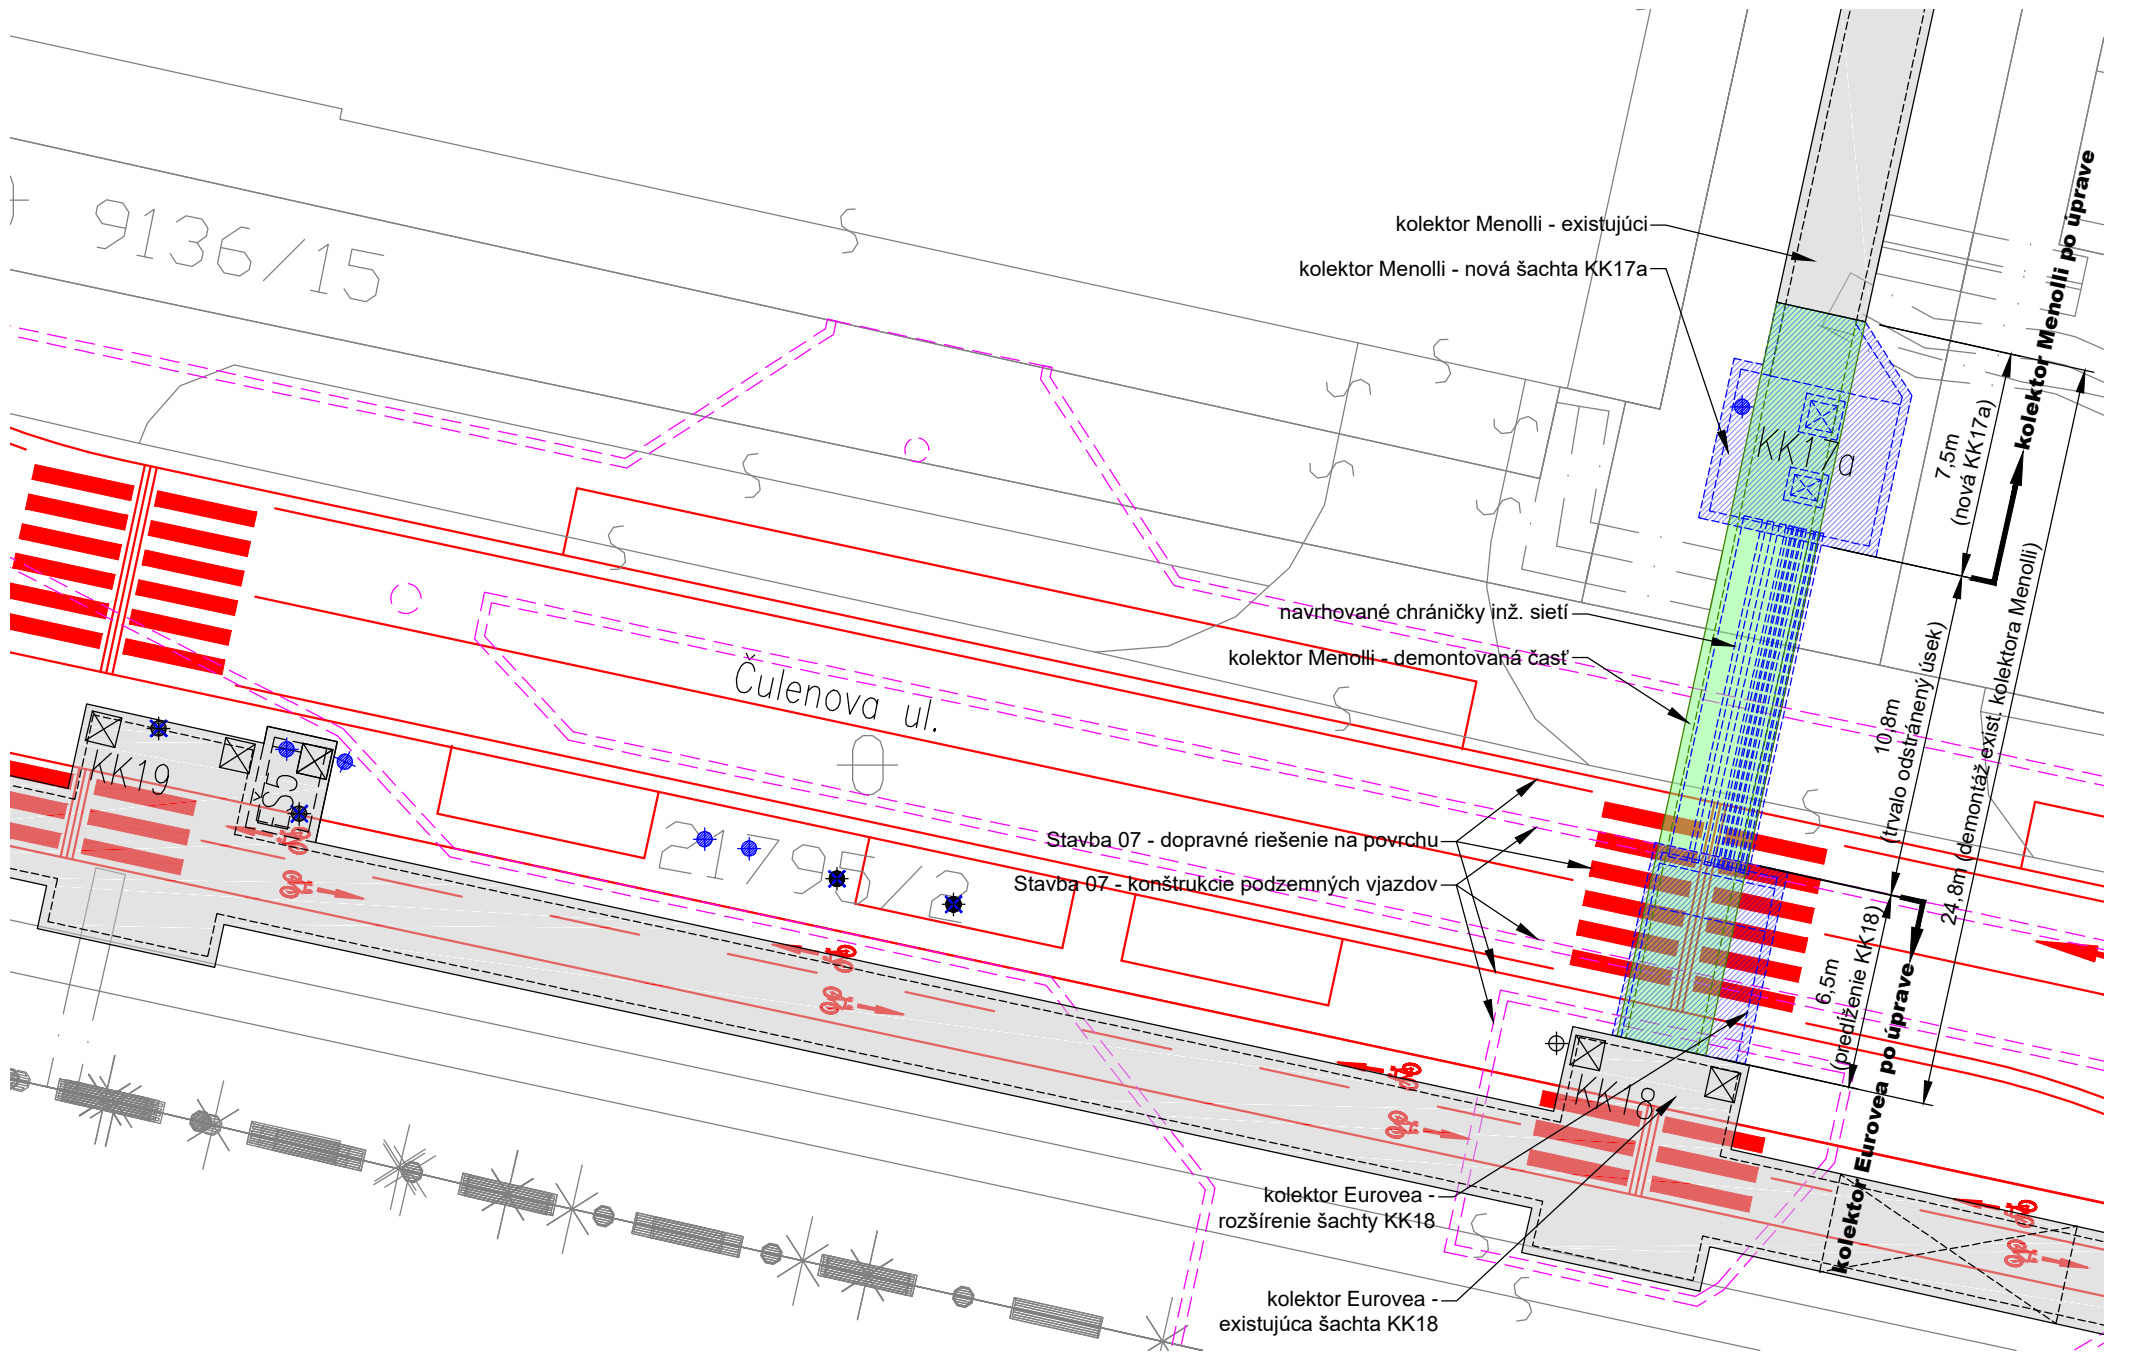 9136/15
kolektor Menolli - existujúci
kolektor Menolli - nová šachta KK17a
KK17a
7,5m
(nová KK17a)
kolektor Menolli po úprave
navrhované chráničky inž. sietí
kolektor Menolli - demontovaná časť
Čulenova ul.
10,8m
(trvalo odstránený úsek)
24,8m (demontáž exist. kolektora Menolli)
KK19
ČŠ
21795/2
Stavba 07 - dopravné riešenie na povrchu
Stavba 07 - konštrukcie podzemných vjazdov
6,5m
(predĺženie KK18)
kolektor Eurovea po úprave
KK18
kolektor Eurovea -
rozšírenie šachty KK18
kolektor Eurovea -
existujúca šachta KK18